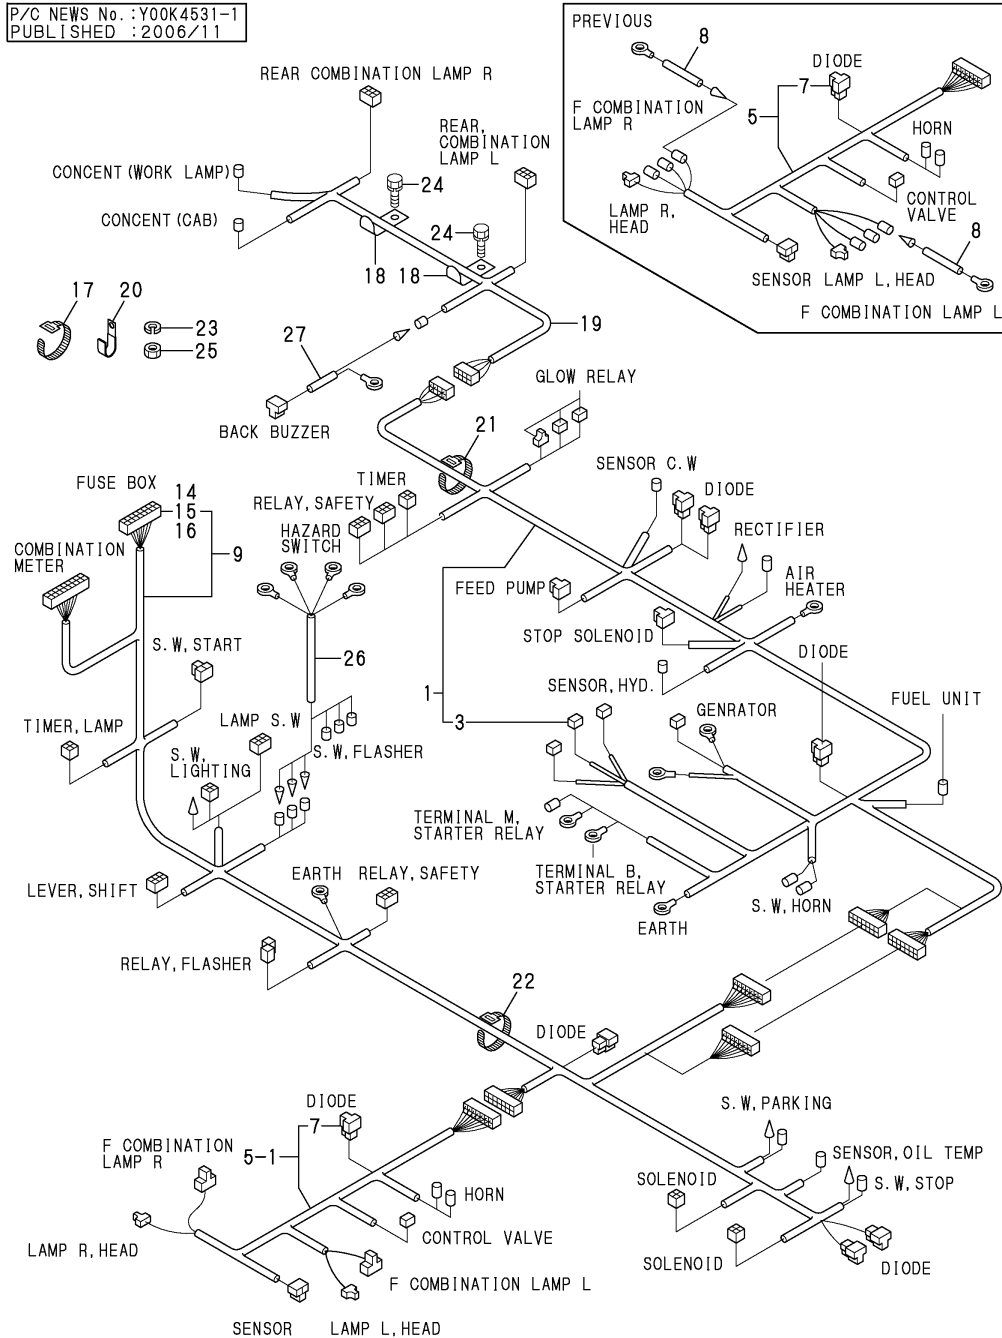 P/C NEWS No. :Y00K4531-1
PUBLISHED :2006/11
PREVIOUS
8
DIODE
7
F COMBINATION
LAMP R
5
HORN
CONTROL
VALVE
LAMP R,
HEAD
8
SENSOR LAMP L, HEAD
F COMBINATION LAMP L
REAR COMBINATION LAMP R
REAR,
COMBINATION
LAMP L
CONCENT (WORK LAMP)
24
CONCENT (CAB)
24
18 18
17
20
23
25
27
19
BACK BUZZER
GLOW RELAY
21
TIMER
SENSOR C.W
DIODE
RELAY, SAFETY
RECTIFIER
HAZARD
SWITCH
FUSE BOX
14
15
16
9
COMBINATION
METER
FEED PUMP
AIR
HEATER
STOP SOLENOID
DIODE
S.W, START
26
SENSOR, HYD.
1
3
FUEL UNIT
GENRATOR
TIMER, LAMP
LAMP S.W
S.W,
LIGHTING
S.W, FLASHER
TERMINAL M,
STARTER RELAY
TERMINAL B,
STARTER RELAY
LEVER, SHIFT
EARTH
RELAY, SAFETY
S.W, HORN
EARTH
RELAY, FLASHER
22
DIODE
DIODE
7
5-1
S.W, PARKING
F COMBINATION
LAMP R
SENSOR, OIL TEMP
SOLENOID
S.W, STOP
HORN
CONTROL VALVE
LAMP R, HEAD
F COMBINATION LAMP L
SOLENOID
DIODE
SENSOR
LAMP L, HEAD